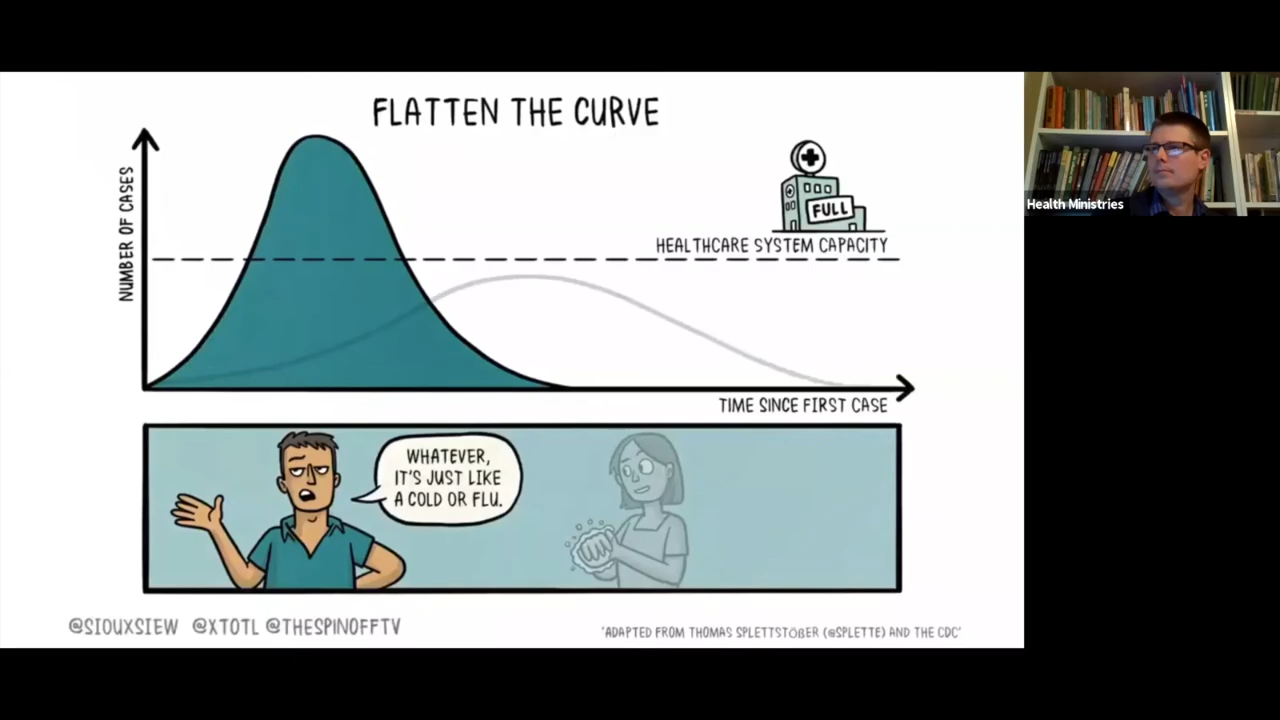 FLATTEN THE CURVE
NUMBER OF CASES
FULL
HEALTHCARE SYSTEM CAPACITY
TIME SINCE FIRST CASE
WHATEVER,
IT'S JUST LIKE
A COLD OR FLU.
@SIOUXSIEW @XTOTL @THESPINOFFTV
'ADAPTED FROM THOMAS SPLETTSTÖßER (@SPLETTE) AND THE CDC'
Health Ministries